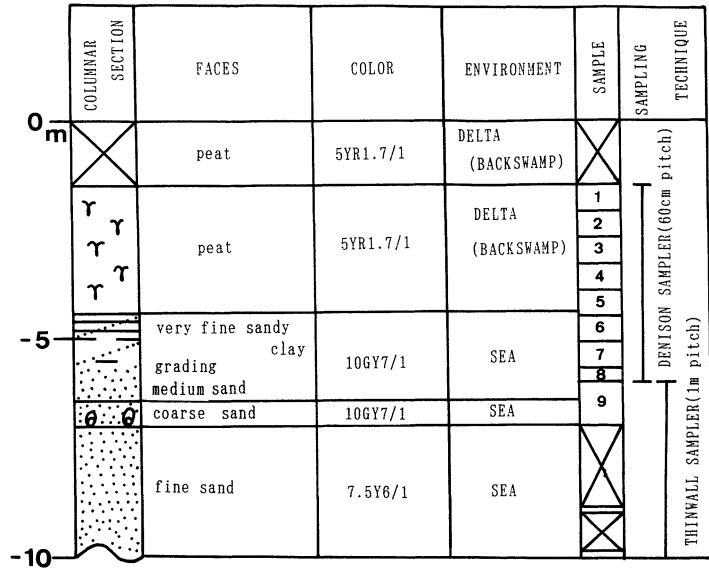 COLUMNAR SECTION
FACES
COLOR
ENVIRONMENT
SAMPLE
SAMPLING TECHNIQUE
0 m
peat
5YR1.7/1
DELTA
(BACKSWAMP)
peat
5YR1.7/1
DELTA
(BACKSWAMP)
1
2
3
4
5
very fine sandy
clay
grading
medium sand
10GY7/1
SEA
6
7
8
-5
coarse sand
10GY7/1
SEA
9
fine sand
7.5Y6/1
SEA
-10
DENISON SAMPLER(60cm pitch)
THINWALL SAMPLER(1m pitch)